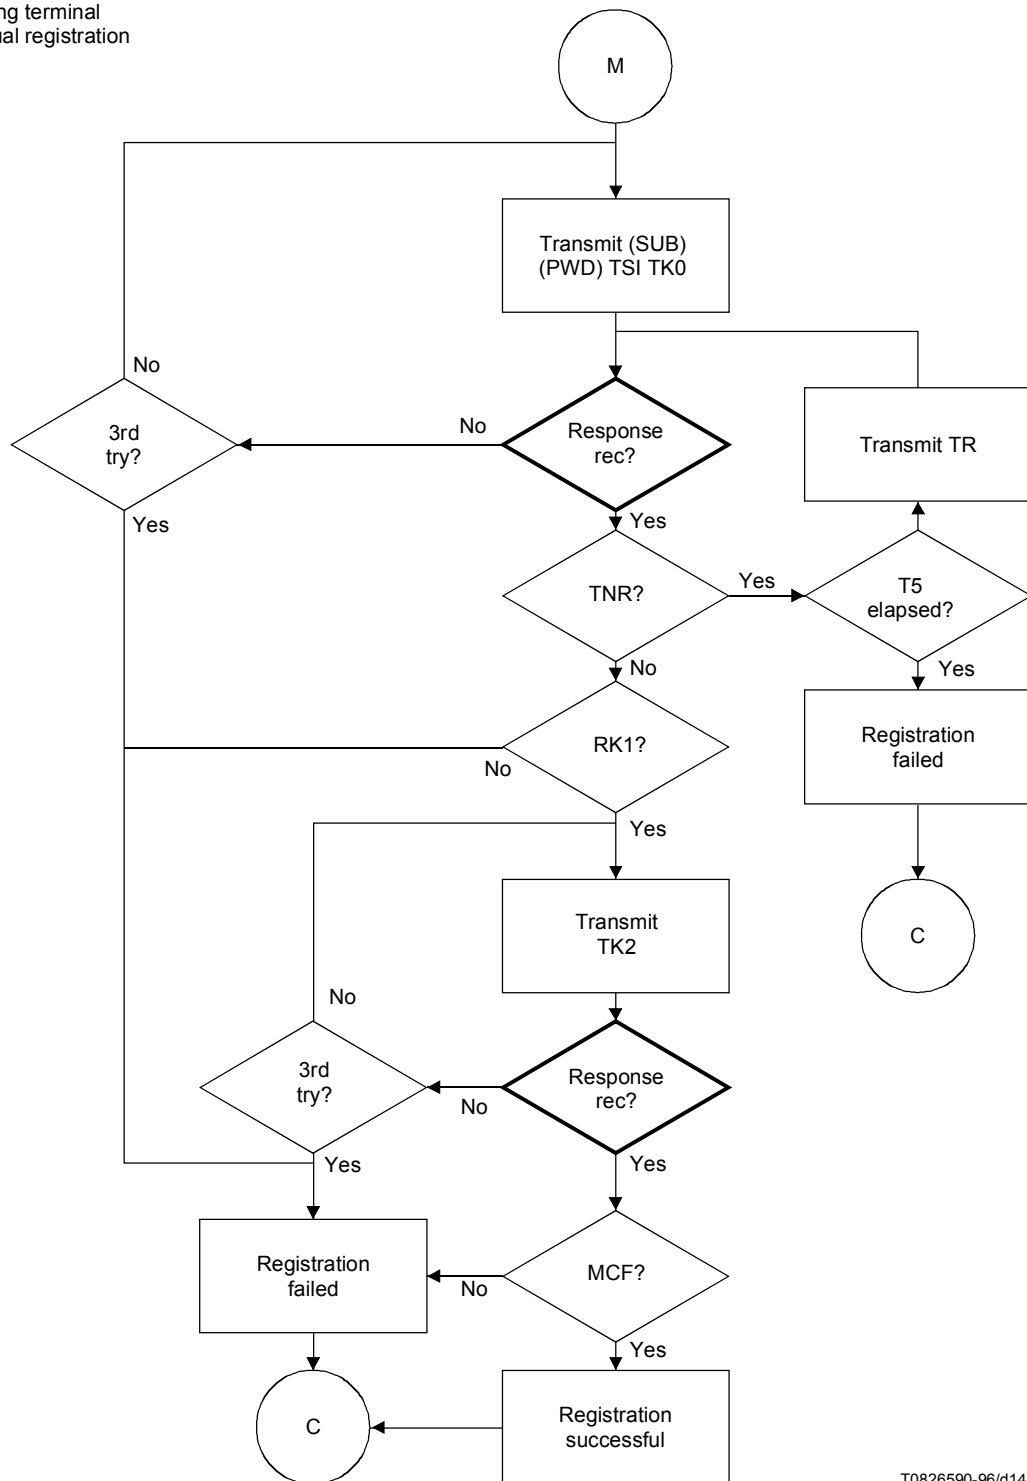 ng terminal
ual registration
M
Transmit (SUB)
(PWD) TSI TK0
No
3rd
try?
No
Response
rec?
Transmit TR
Yes
Yes
TNR?
Yes
T5
elapsed?
No
Yes
RK1?
No
Registration
failed
Yes
Transmit
TK2
C
No
3rd
try?
No
Response
rec?
Yes
Yes
Registration
failed
No
MCF?
Yes
C
Registration
successful
T0826590-96/d14